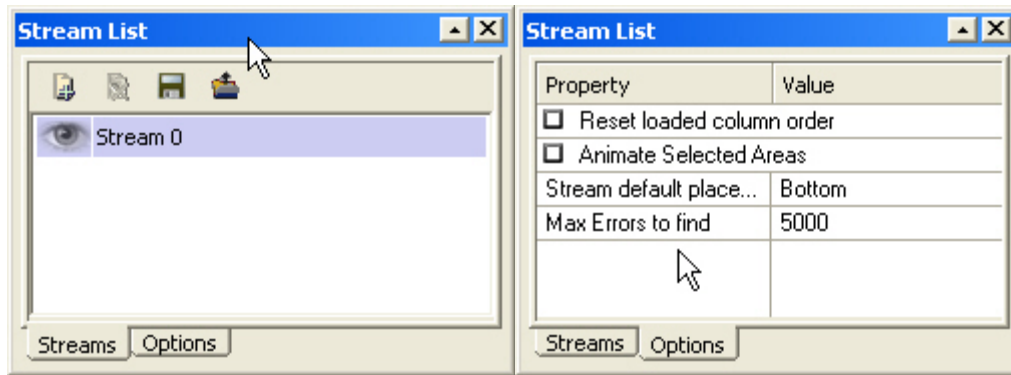 Stream List
Stream 0
Streams Options
Stream List
Property Value
Reset loaded column order
Animate Selected Areas
Stream default place... Bottom
Max Errors to find 5000
Streams Options